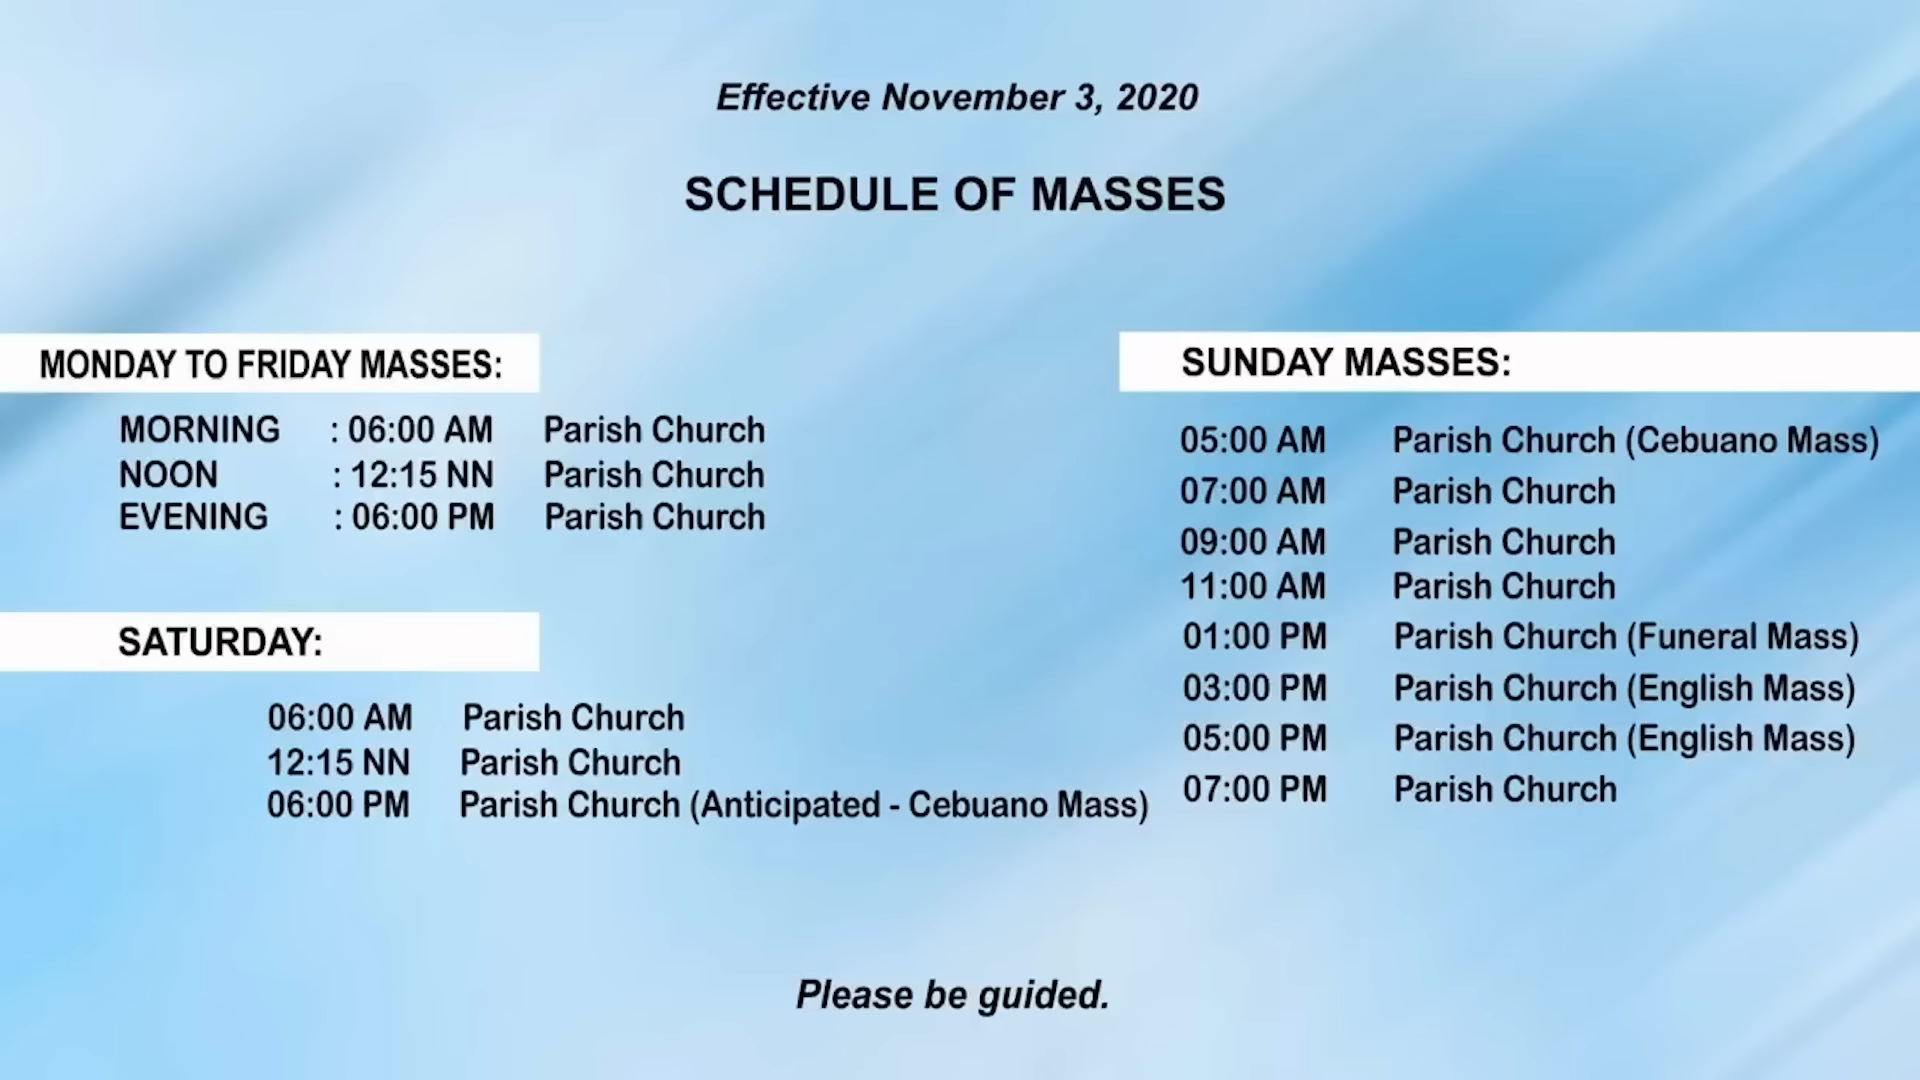 Effective November 3, 2020
SCHEDULE OF MASSES
MONDAY TO FRIDAY MASSES:
MORNING : 06:00 AM Parish Church
NOON : 12:15 NN Parish Church
EVENING : 06:00 PM Parish Church
SATURDAY:
06:00 AM Parish Church
12:15 NN Parish Church
06:00 PM Parish Church (Anticipated - Cebuano Mass)
SUNDAY MASSES:
05:00 AM Parish Church (Cebuano Mass)
07:00 AM Parish Church
09:00 AM Parish Church
11:00 AM Parish Church
01:00 PM Parish Church (Funeral Mass)
03:00 PM Parish Church (English Mass)
05:00 PM Parish Church (English Mass)
07:00 PM Parish Church
Please be guided.